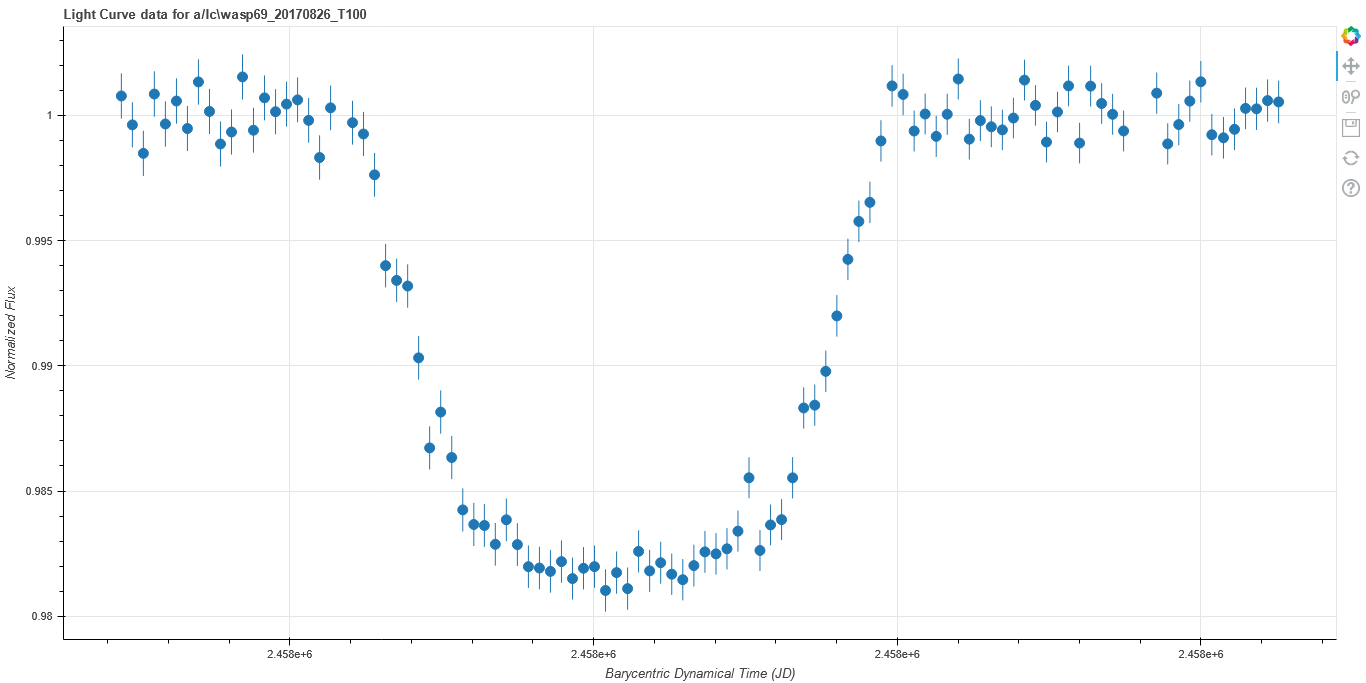 Light Curve data for a/lc\wasp69_20170826_T100
1
0.995
0.99
0.985
0.98
Normalized Flux
2.458e+6 2.458e+6 2.458e+6 2.458e+6
Barycentric Dynamical Time (JD)